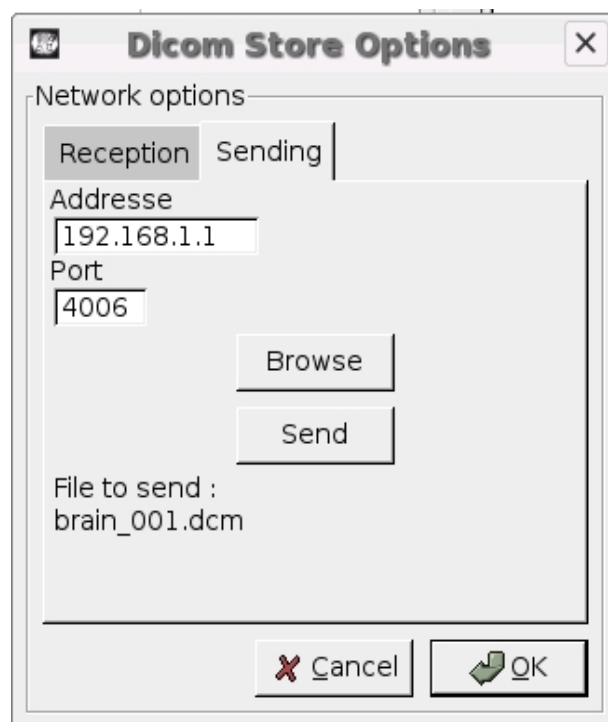 Dicom Store Options
Network options
Reception Sending
Addresse
192.168.1.1
Port
4006
Browse
Send
File to send :
brain_001.dcm
Cancel OK